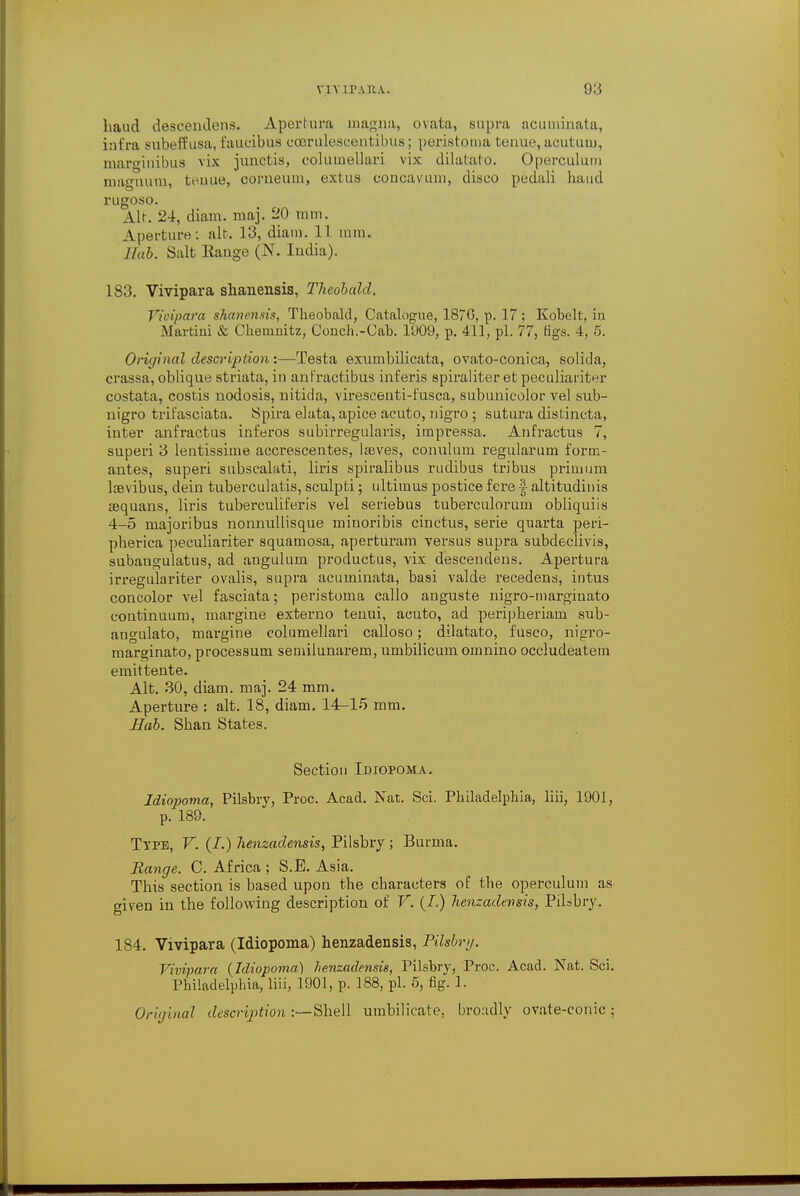 VIVIPARA. 93
haud descendens. Apertura magna, ovata, supra acuminata,
infra subeffusa, faucibus cœrulescentibus; peristoma tenue, acutum,
marginibus vix junctis, columellari vix dilatato. Operculum
magnum, tenue, corneum, extus concavum, disco pedali haud
rugoso.
Alt. 24, diam. maj. 20 mm.
Aperture: alt. 13, diam. 11 mm.
Hab. Salt Range (N. India).
183. Vivipara shanensis, Theobald.
Vivipara shanensis, Theobald, Catalogue, 1876, p. 17; Kobelt, in
Martini & Chemnitz, Conch.-Cab. 1909, p. 411, pl. 77, figs. 4, 5.
Original description:—Testa exumbilicata, ovato-conica, solida,
crassa, oblique striata, in anfractibus inferis spiraliter et peculiariter
costata, costis nodosis, nitida, virescenti-fusca, subunicolor vel sub-
nigro trifasciata. Spira elata, apice acuto, nigro; sutura distincta,
inter anfractus inferos subirregularis, impressa. Anfractus 7,
superi 3 lentissime accrescentes, læves, conulum regularum form-
antes, superi subscalati, liris spiralibus rudibus tribus primum
lævibus, dein tuberculatis, sculpti; ultimus postice fere ⅗ altitudinis
æquans, liris tuberculiferis vel seriebus tuberculorum obliquiis
4–5 majoribus nonnullisque minoribis cinctus, serie quarta peri-
pherica peculiariter squamosa, aperturam versus supra subdeclivis,
subangulatus, ad angulum productus, vix descendens. Apertura
irregulariter ovalis, supra acuminata, basi valde recedens, intus
concolor vel fasciata; peristoma callo anguste nigro-marginato
continuum, margine externo tenui, acuto, ad peripheriam sub-
angulato, margine columellari calloso; dilatato, fusco, nigro-
marginato, processum semilunarem, umbilicum omnino occludeatem
emittente.
Alt. 30, diam. maj. 24 mm.
Aperture : alt. 18, diam. 14–15 mm.
Hab. Shan States.
Section Idiopoma.
Idiopoma, Pilsbry, Proc. Acad. Nat. Sci. Philadelphia, liii, 1901,
p. 189.
Type, V. (I.) henzadensis, Pilsbry; Burma.
Range. C. Africa; S.E. Asia.
This section is based upon the characters of the operculum as
given in the following description of V. (I.) henzadensis, Pilsbry.
184. Vivipara (Idiopoma) henzadensis, Pilsbry.
Vivipara (Idiopoma) henzadensis, Pilsbry, Proc. Acad. Nat. Sci.
Philadelphia, liii, 1901, p. 188, pl. 5, fig. 1.
Original description:—Shell umbilicate, broadly ovate-conic;